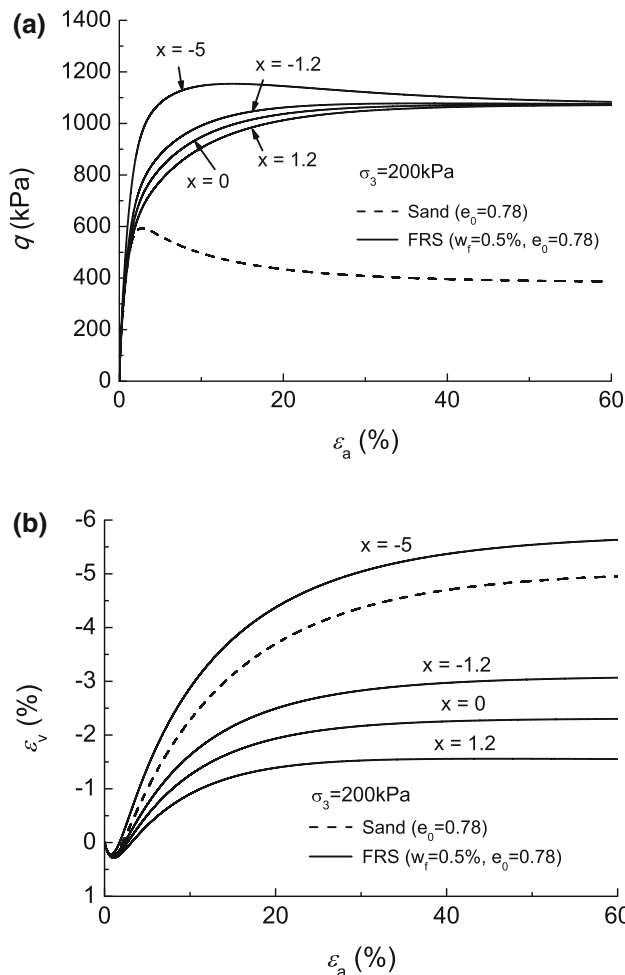 (a)
1400
1200
1000
800
600
400
200
0
q (kPa)
x = -5
x = -1.2
x = 0
x = 1.2
σ3=200kPa
Sand (e0=0.78)
FRS (wf=0.5%, e0=0.78)
0 20 40 60
εa (%)
(b)
-6
-5
-4
-3
-2
-1
0
1
εv (%)
x = -5
x = -1.2
x = 0
x = 1.2
σ3=200kPa
Sand (e0=0.78)
FRS (wf=0.5%, e0=0.78)
0 20 40 60
εa (%)